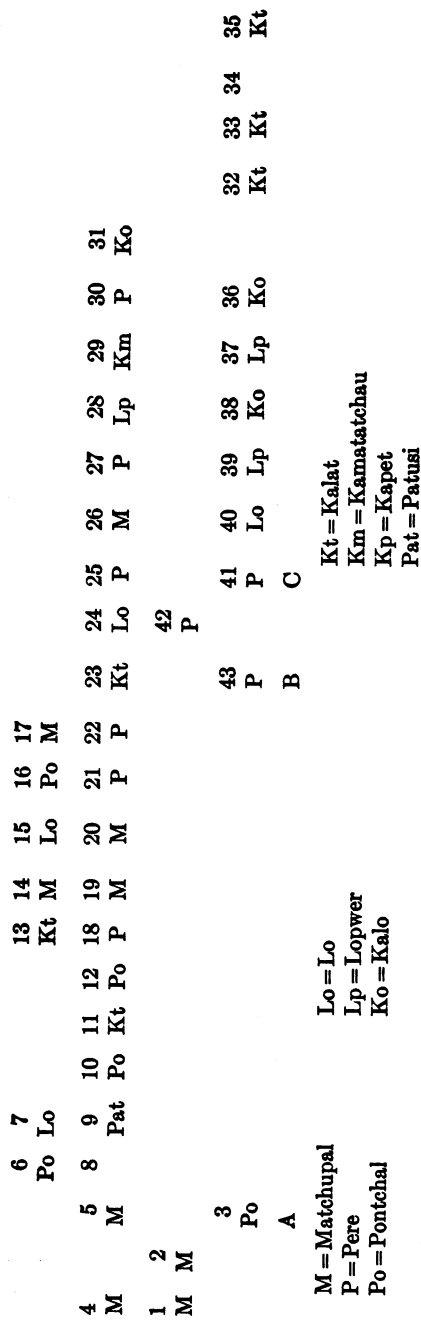 6 7 13 14 15 16 17
Po Lo Kt M Lo Po M
4 5 8 9 10 11 12 18 19 20 21 22 23 24 25 26 27 28 29 30 31
M M Pat Po Kt Po P M M P P Kt Lo P M P Lp Km P Ko
1 2 42
M M P
3 43 41 40 39 38 37 36 32 33 34 35
Po P P Lo Lp Ko Lp Ko Kt Kt Kt
A B C
M=Matchupal
P=Pere
Po=Pontchal
Lo=Lo
Lp=Lopwer
Ko=Kalo
Kt=Kalat
Km=Kamatatchau
Kp=Kapet
Pat=Patusi